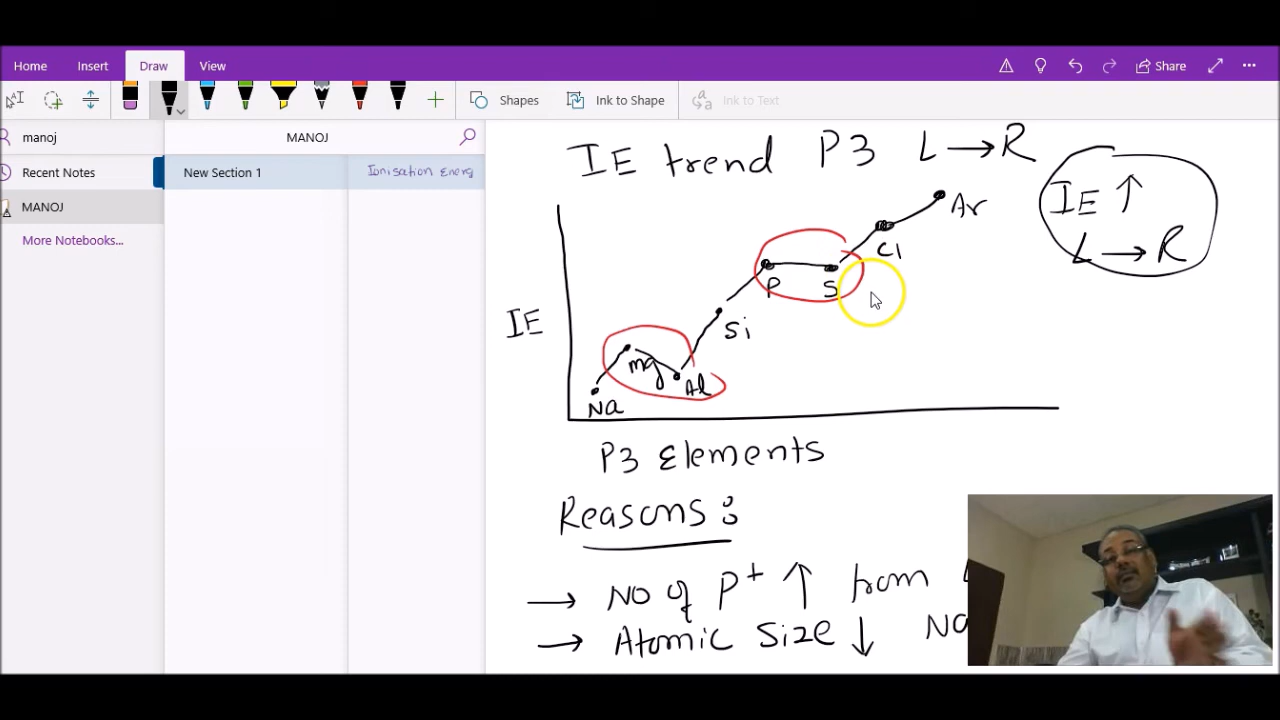 Home Insert Draw View
Share
Shapes
Ink to Shape
Ink to Text
manoj
MANOJ
Recent Notes
New Section 1
Ionisation Energ
MANOJ
More Notebooks...
IE trend P3 L → R
IE ↑
L → R
Ar
Cl
P
S
Si
IE
mg
Al
Na
P3 Elements
Reasons :
→ NO of P+ ↑ from
→ Atomic Size ↓ Na